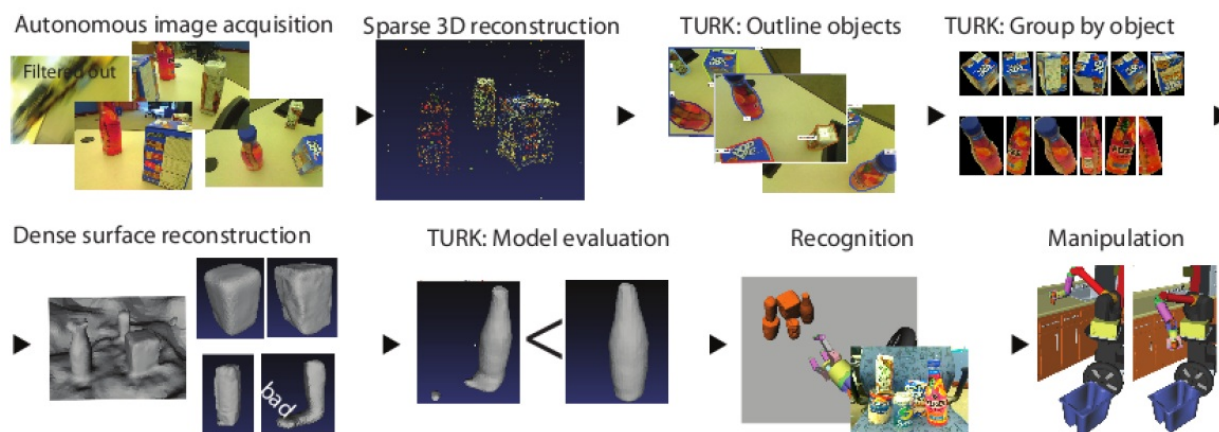 Autonomous image acquisition
Sparse 3D reconstruction
TURK: Outline objects
TURK: Group by object
Filtered out
Dense surface reconstruction
TURK: Model evaluation
Recognition
Manipulation
bad
<